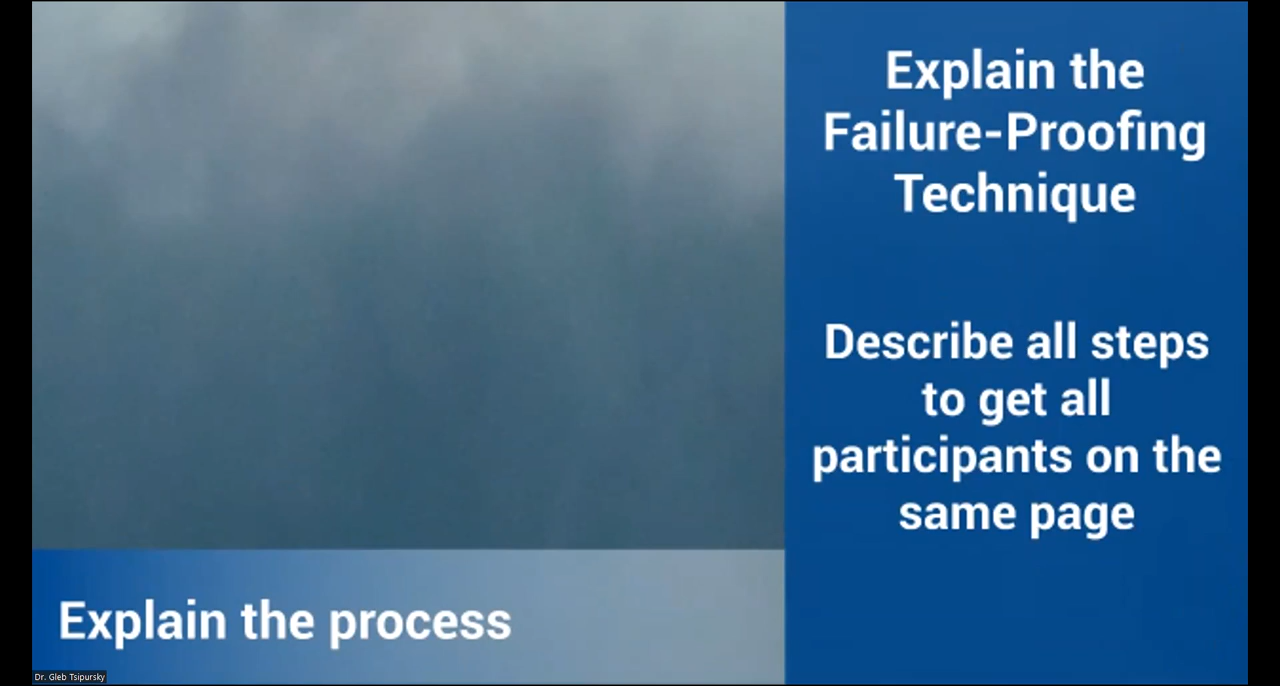 Explain the
Failure-Proofing
Technique
Describe all steps
to get all
participants on the
same page
Explain the process
Dr. Gleb Tsipursky